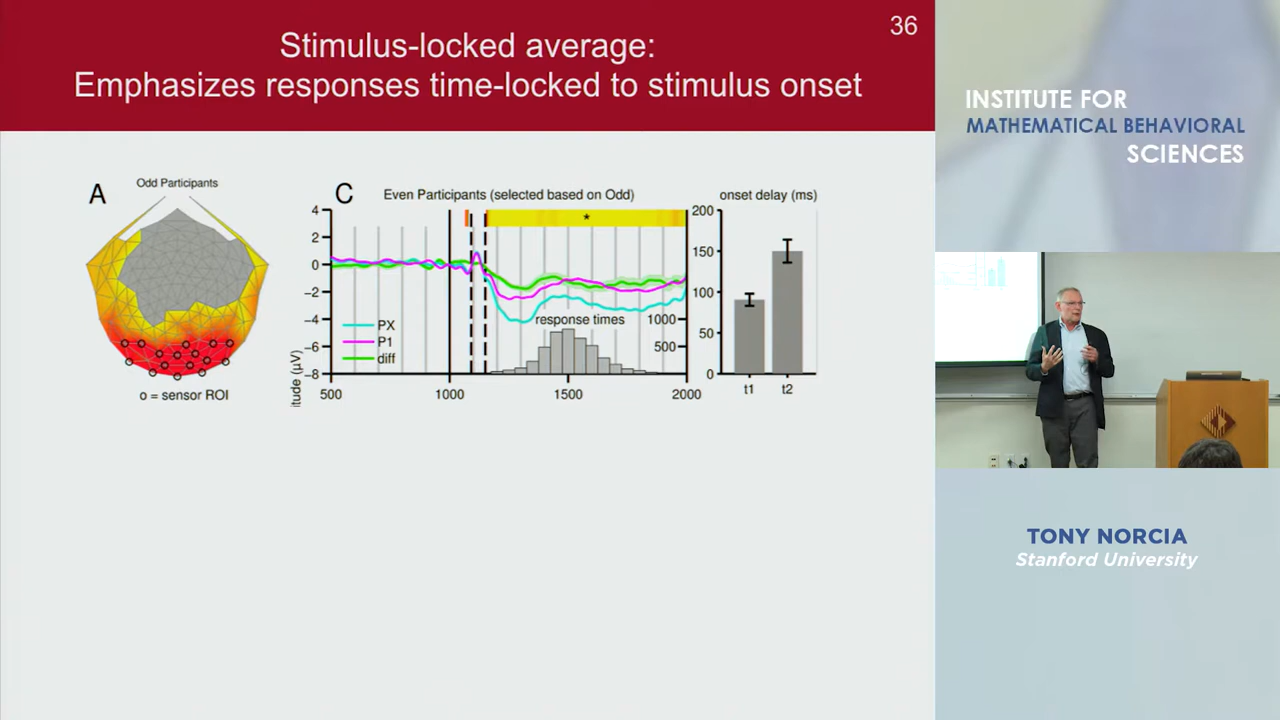 36
Stimulus-locked average:
Emphasizes responses time-locked to stimulus onset
A
Odd Participants
o = sensor ROI
C
Even Participants (selected based on Odd)
4
2
0
−2
−4
−6
−8
itude (µV)
*
PX
P1
diff
response times
1000
500
500
1000
1500
2000
onset delay (ms)
200
150
100
50
0
t1
t2
INSTITUTE FOR
MATHEMATICAL BEHAVIORAL
SCIENCES
TONY NORCIA
Stanford University